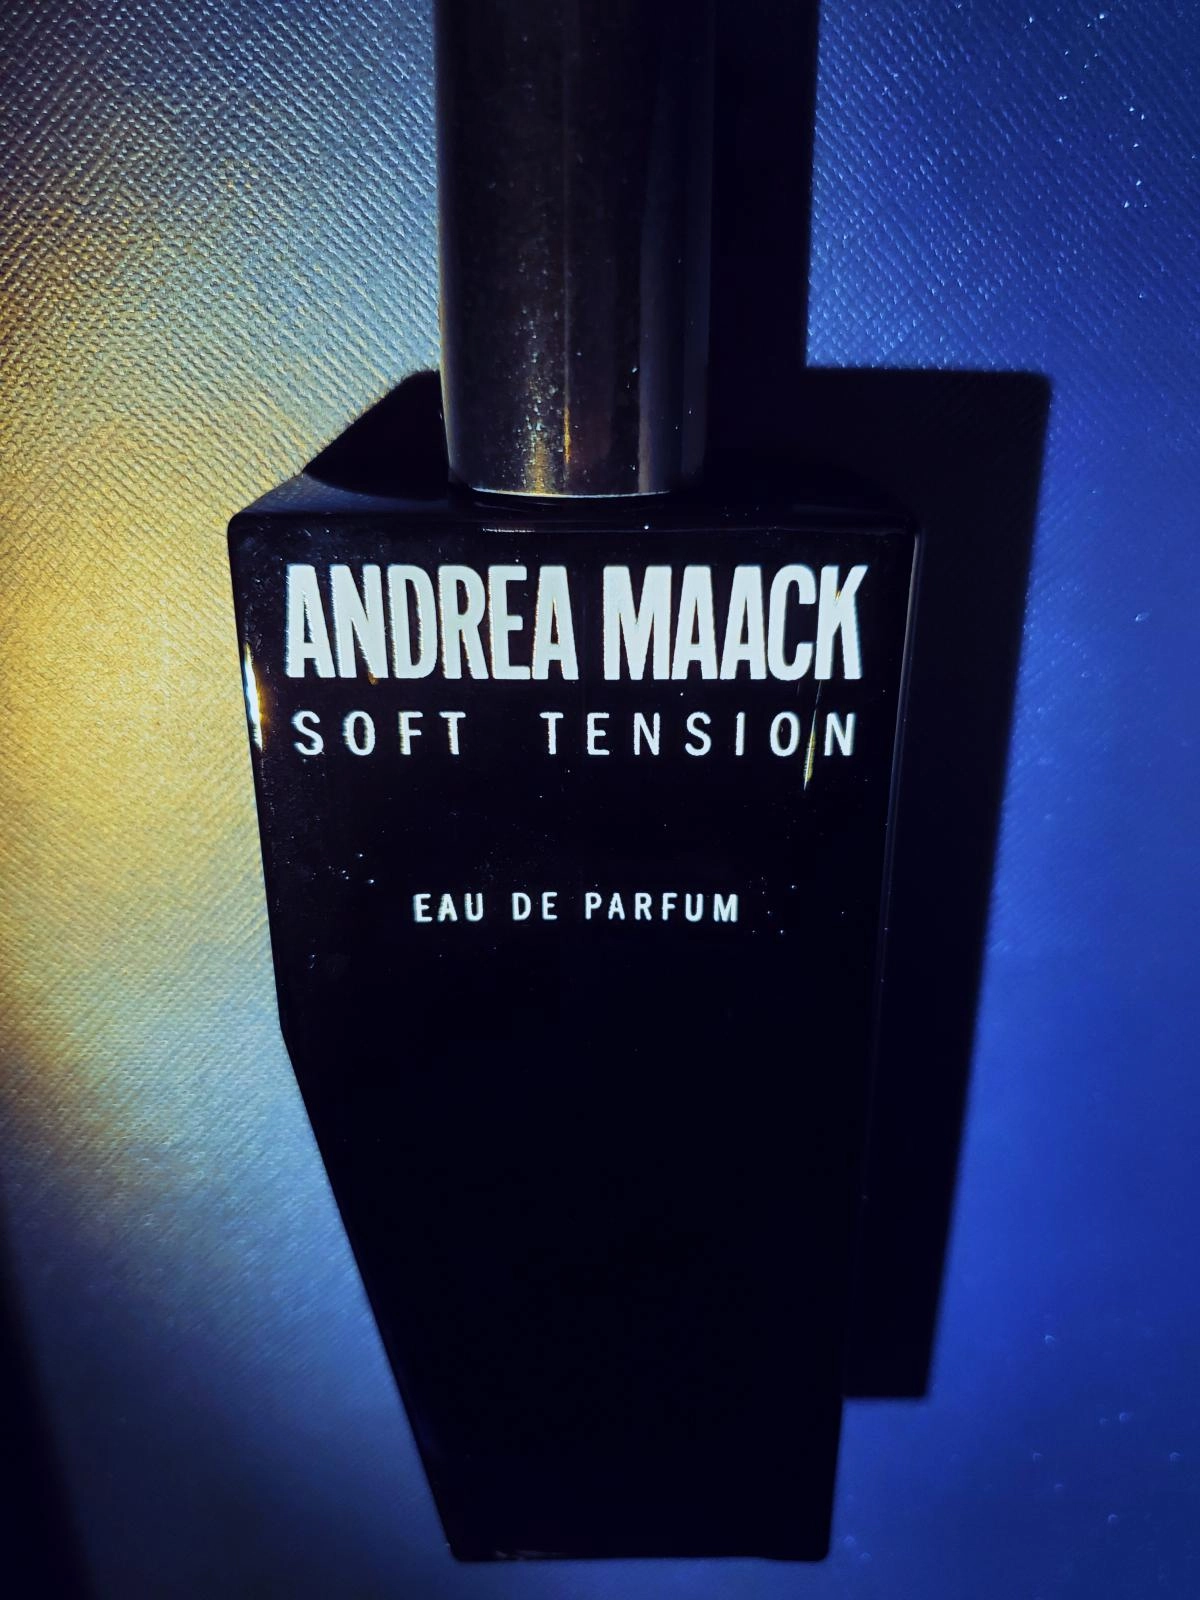 ANDREA MAACK
SOFT TENSION
EAU DE PARFUM